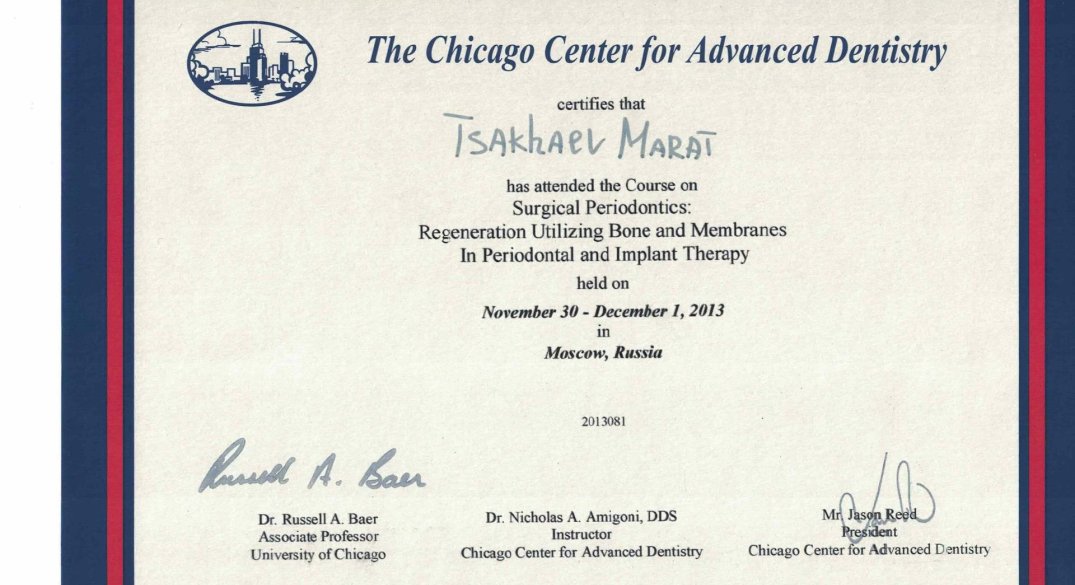 The Chicago Center for Advanced Dentistry
certifies that
TSAKhAEV MARAT
has attended the Course on
Surgical Periodontics:
Regeneration Utilizing Bone and Membranes
In Periodontal and Implant Therapy
held on
November 30 - December 1, 2013
in
Moscow, Russia
2013081
Russell A. Baer
Dr. Russell A. Baer
Associate Professor
University of Chicago
Dr. Nicholas A. Amigoni, DDS
Instructor
Chicago Center for Advanced Dentistry
Mr. Jason Reed
President
Chicago Center for Advanced Dentistry